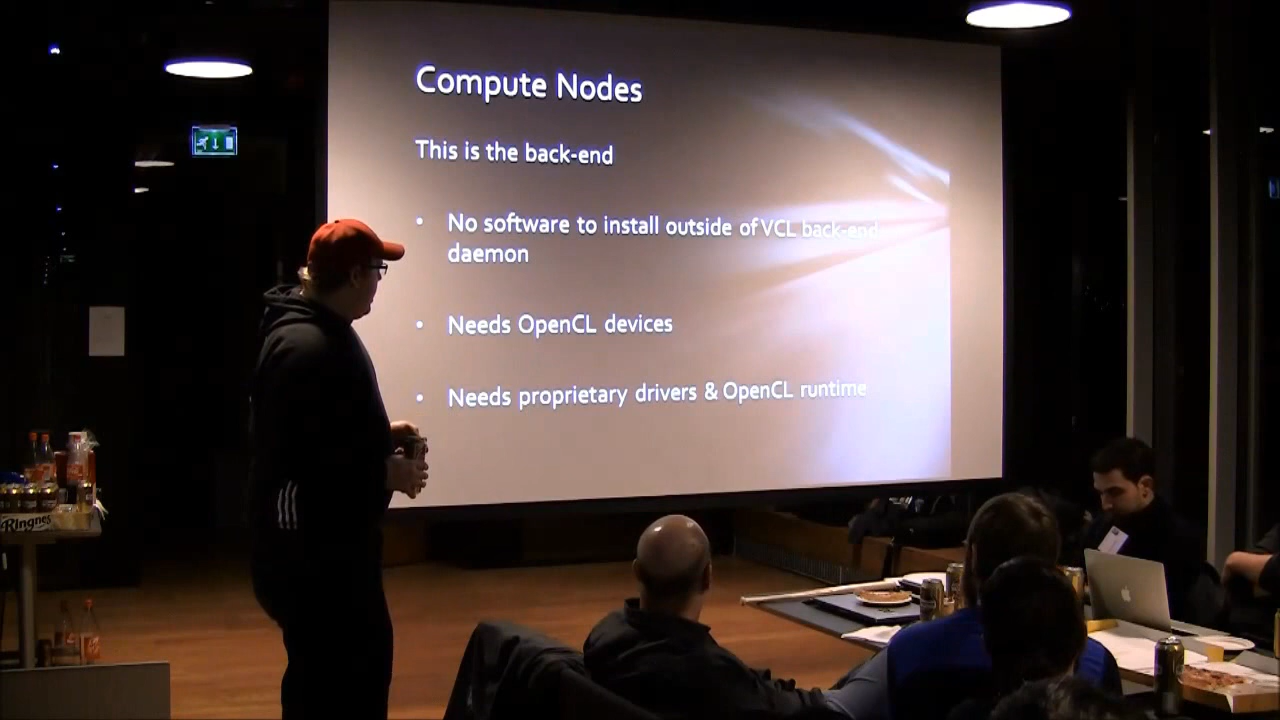 Compute Nodes
This is the back-end
• No software to install outside of VCL back-end
daemon
• Needs OpenCL devices
• Needs proprietary drivers & OpenCL runtime
Ringnes